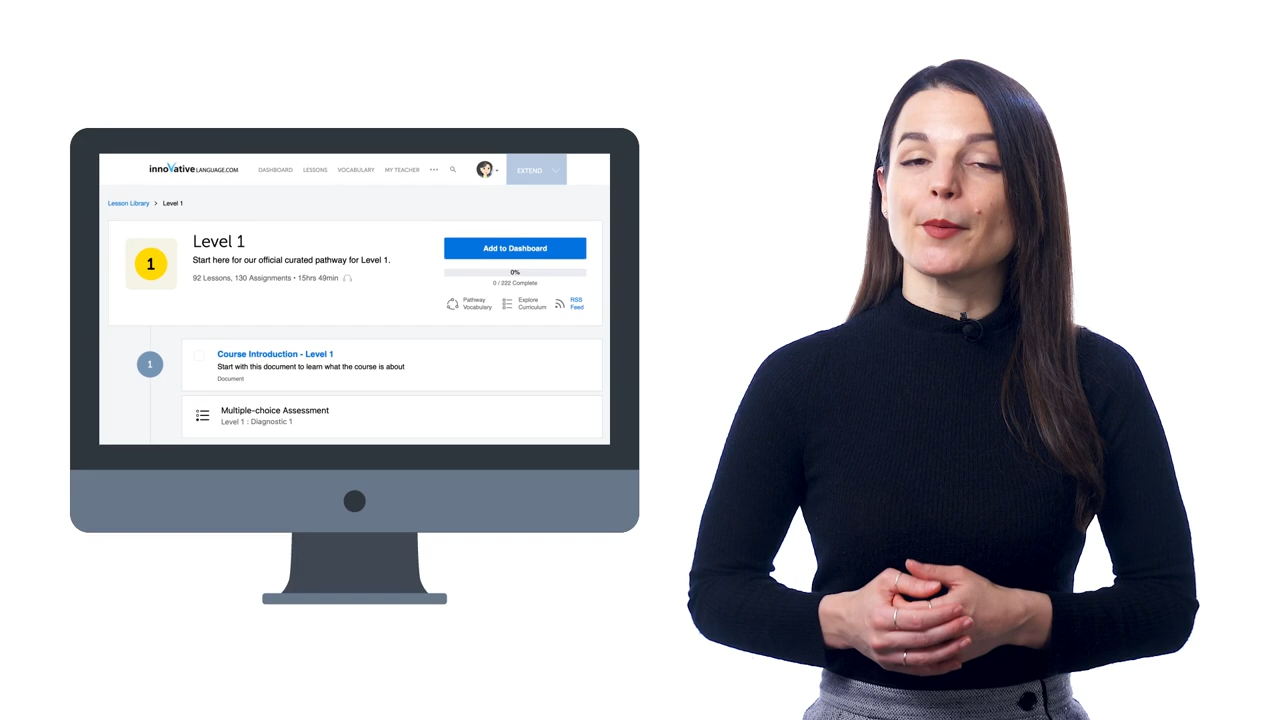 innoVative LANGUAGE.COM
DASHBOARD LESSONS VOCABULARY MY TEACHER ••• EXTEND
Lesson Library > Level 1
1
Level 1
Start here for our official curated pathway for Level 1.
92 Lessons, 130 Assignments • 15hrs 49min
Add to Dashboard
0%
0 / 222 Complete
Pathway Vocabulary
Explore Curriculum
RSS Feed
1
Course Introduction - Level 1
Start with this document to learn what the course is about
Document
Multiple-choice Assessment
Level 1 : Diagnostic 1